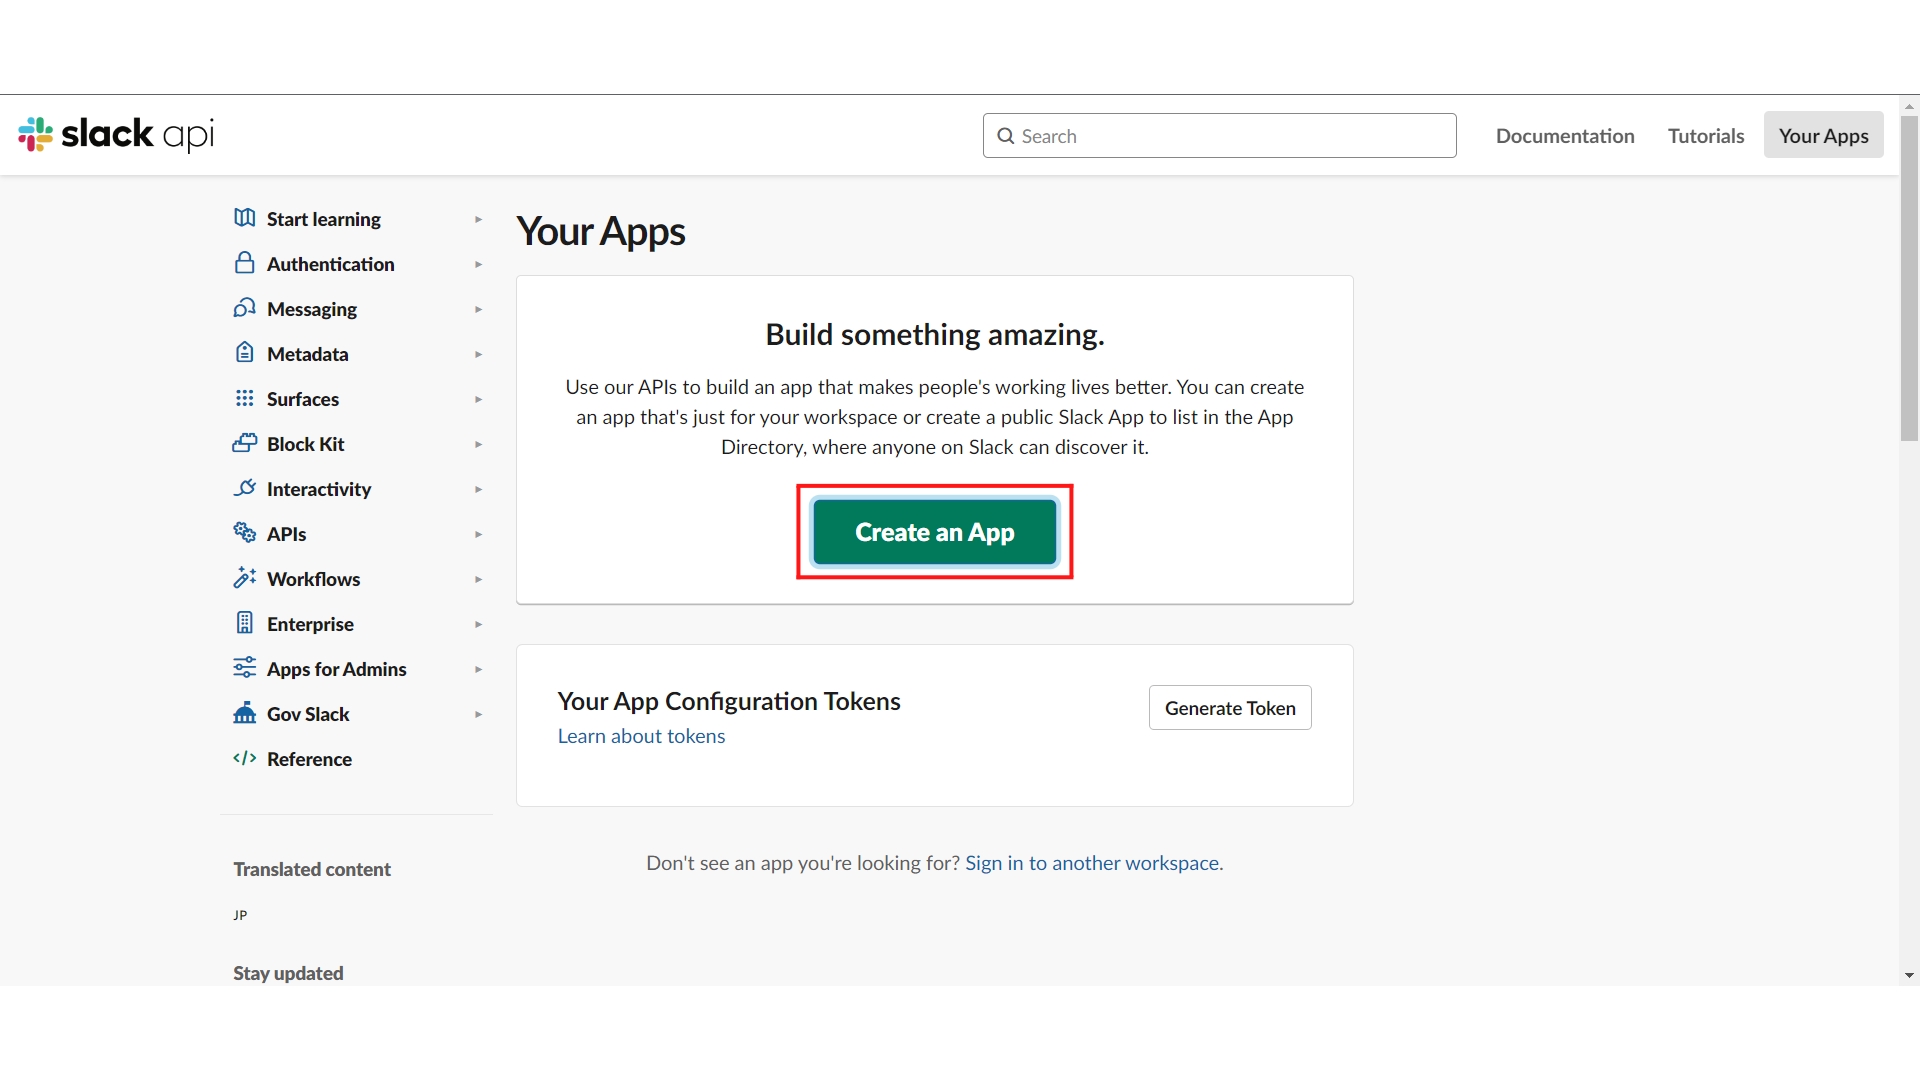 slack api
Search
Documentation
Tutorials
Your Apps
Start learning
Authentication
Messaging
Metadata
Surfaces
Block Kit
Interactivity
APIs
Workflows
Enterprise
Apps for Admins
Gov Slack
Reference
Translated content
JP
Stay updated
Your Apps
Build something amazing.
Use our APIs to build an app that makes people's working lives better. You can create
an app that's just for your workspace or create a public Slack App to list in the App
Directory, where anyone on Slack can discover it.
Create an App
Your App Configuration Tokens
Learn about tokens
Generate Token
Don't see an app you're looking for? Sign in to another workspace.